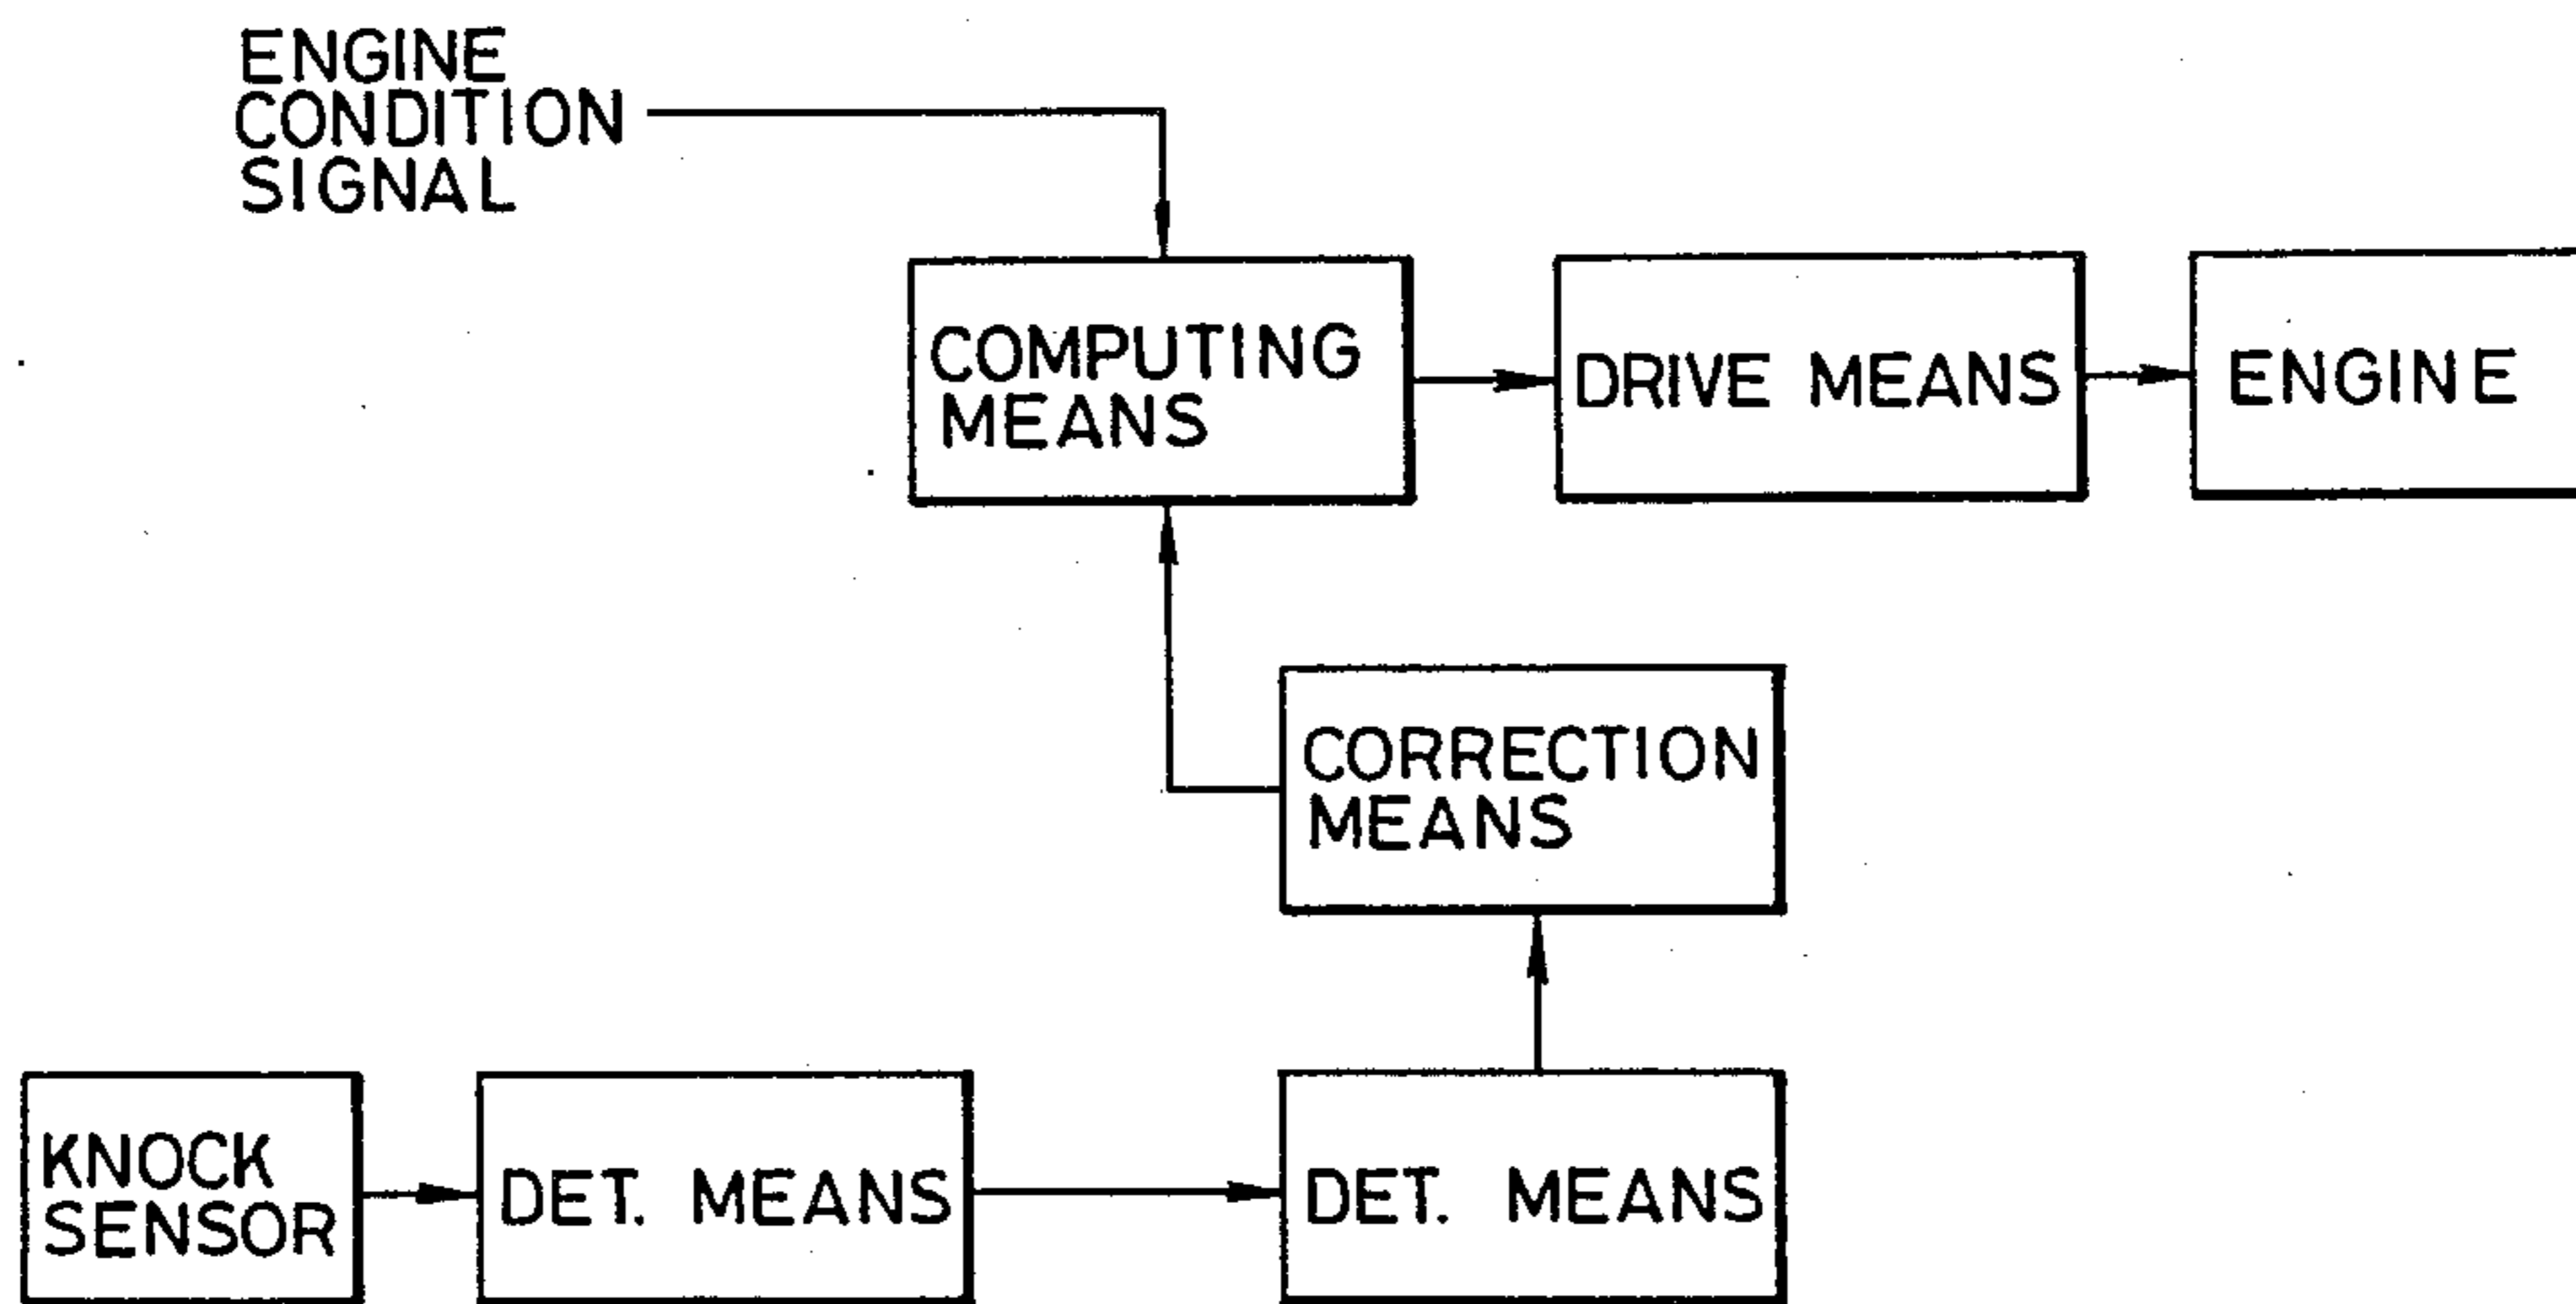 ENGINE
CONDITION
SIGNAL
COMPUTING
MEANS
DRIVE MEANS
ENGINE
CORRECTION
MEANS
KNOCK
SENSOR
DET. MEANS
DET. MEANS